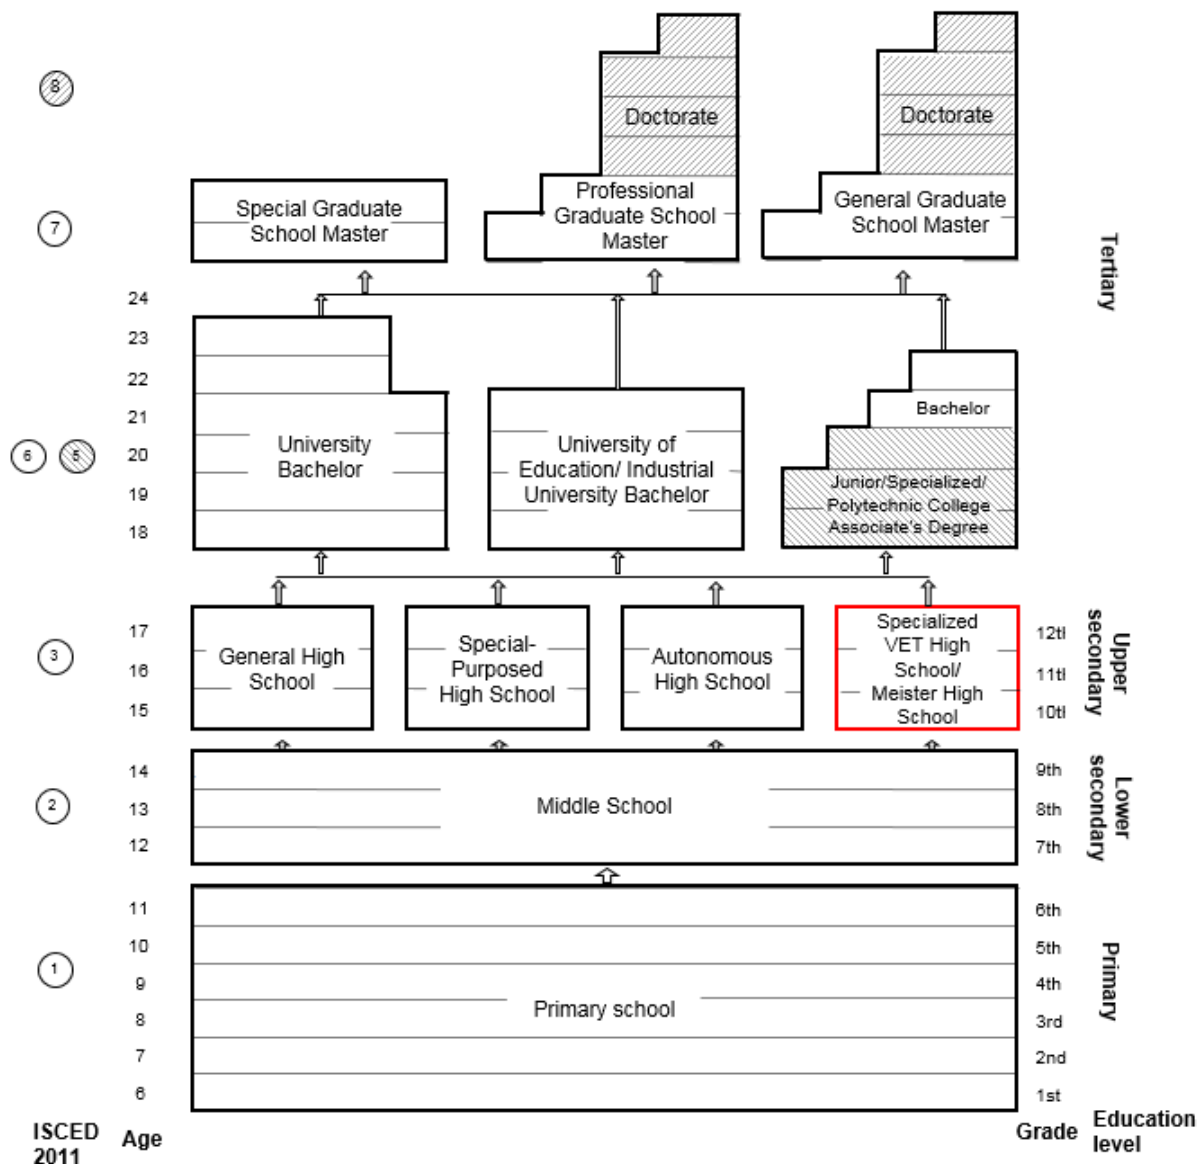 8
Doctorate
Doctorate
7
Special Graduate
School Master
Professional
Graduate School
Master
General Graduate
School Master
Tertiary
24
23
22
21
20
19
18
6
5
University
Bachelor
University of
Education/ Industrial
University Bachelor
Bachelor
Junior/Specialized/
Polytechnic College
Associate's Degree
3
17
16
15
General High
School
Special-
Purposed
High School
Autonomous
High School
Specialized
VET High
School/
Meister High
School
12tl
11tl
10tl
Upper
secondary
2
14
13
12
Middle School
9th
8th
7th
Lower
secondary
1
11
10
9
8
7
6
Primary school
6th
5th
4th
3rd
2nd
1st
Primary
ISCED
2011
Age
Grade
Education
level